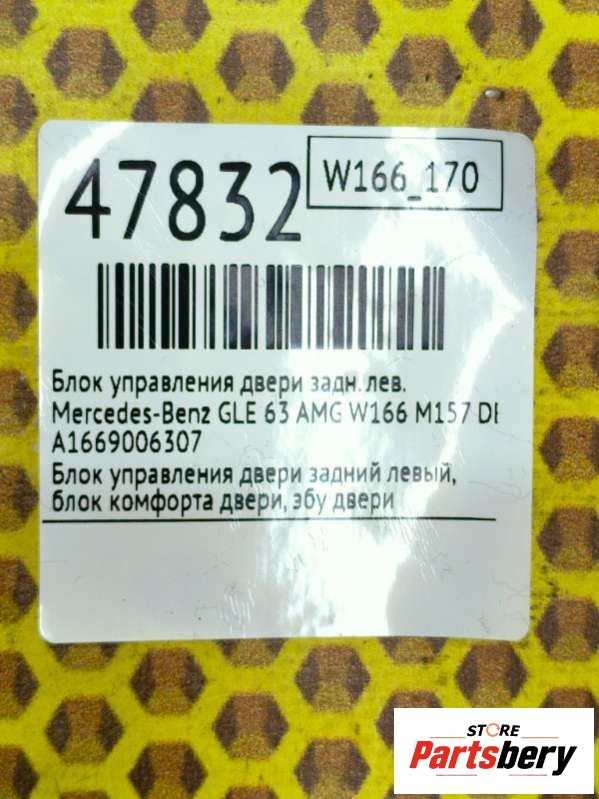 47832
W166_170
Блок управления двери задн. лев.
Mercedes-Benz GLE 63 AMG W166 M157 DE
A1669006307
Блок управления двери задний левый,
блок комфорта двери, эбу двери
STORE
Partsbery